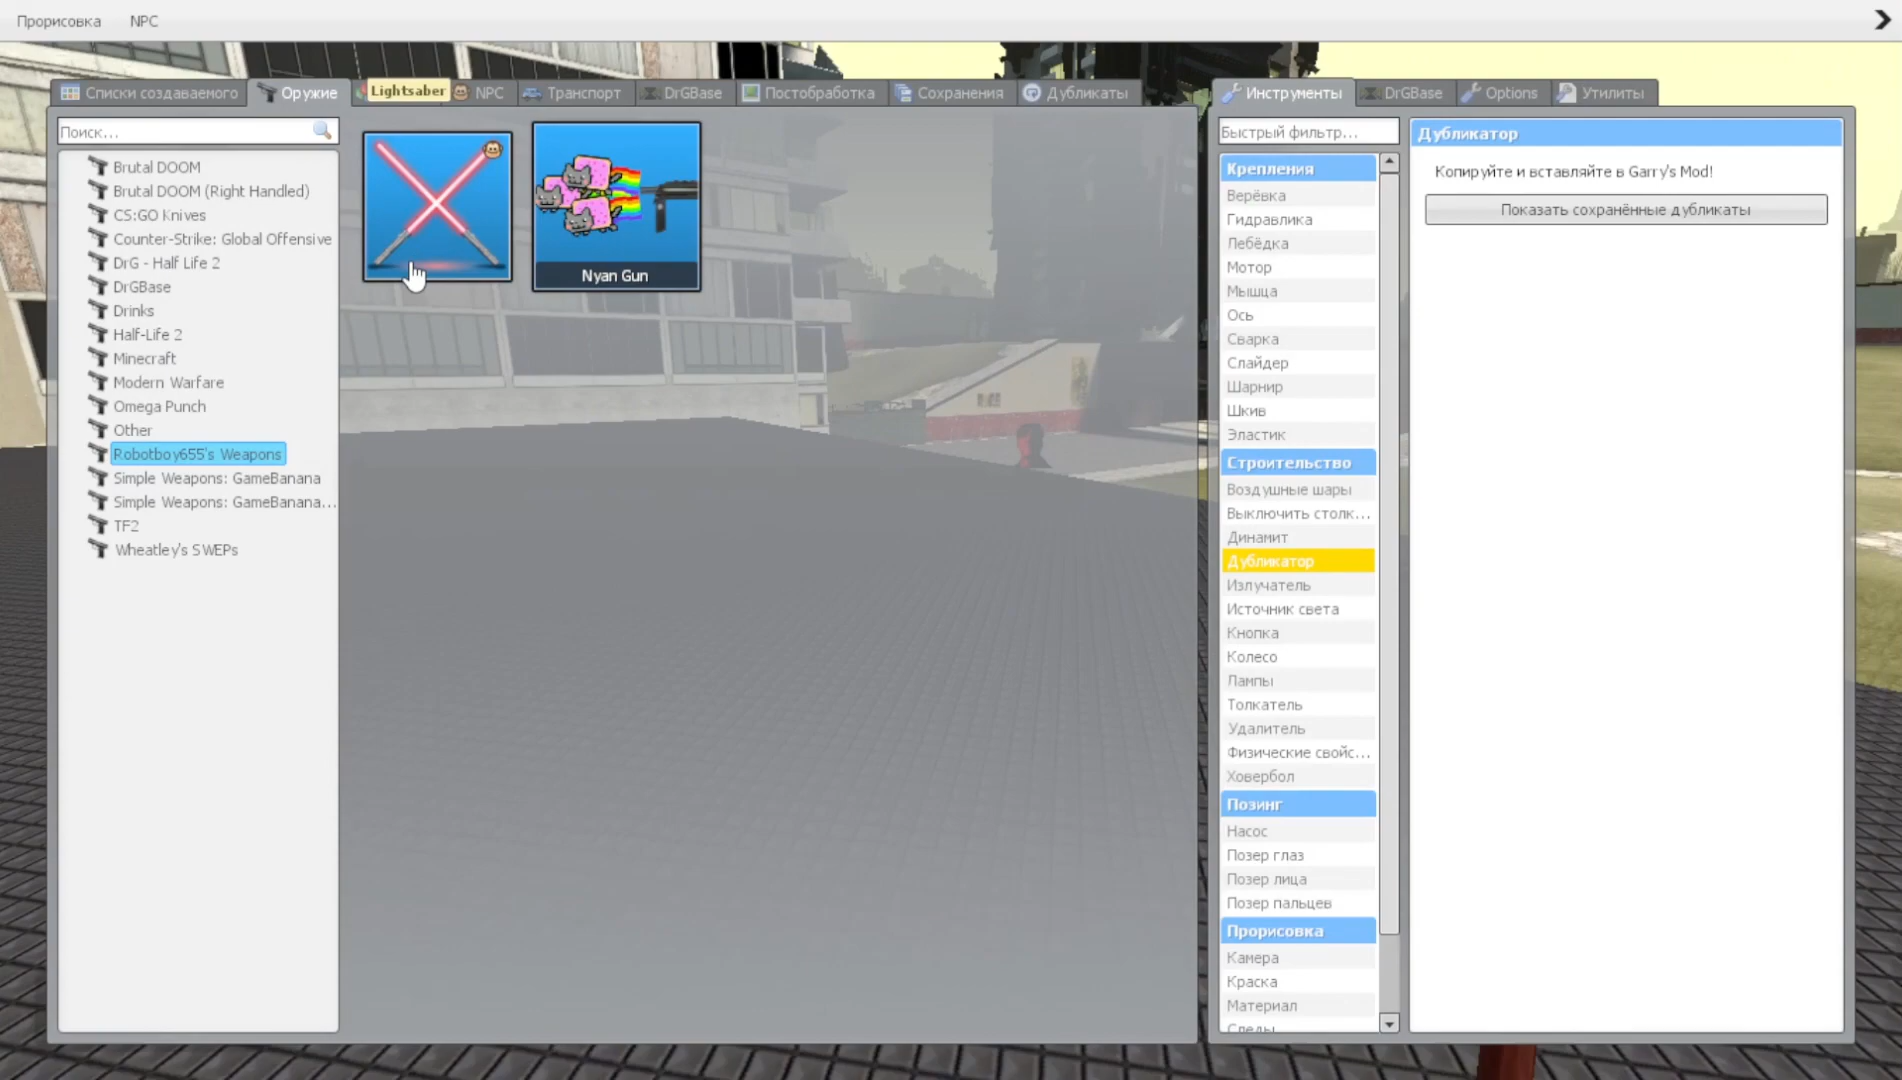 Прорисовка NPC
Списки создаваемого Оружие Lightsaber NPC Транспорт DrGBase Постобработка Сохранения Дубликаты
Инструменты DrGBase Options Утилиты
Поиск...
Brutal DOOM
Brutal DOOM (Right Handled)
CS:GO Knives
Counter-Strike: Global Offensive
DrG - Half Life 2
DrGBase
Drinks
Half-Life 2
Minecraft
Modern Warfare
Omega Punch
Other
Robotboy655's Weapons
Simple Weapons: GameBanana
Simple Weapons: GameBanana...
TF2
Wheatley's SWEPs
Nyan Gun
Быстрый фильтр...
Крепления
Верёвка
Гидравлика
Лебёдка
Мотор
Мышца
Ось
Сварка
Слайдер
Шарнир
Шкив
Эластик
Строительство
Воздушные шары
Выключить столк...
Динамит
Дубликатор
Излучатель
Источник света
Кнопка
Колесо
Лампы
Толкатель
Удалитель
Физические свойс...
Ховербол
Позинг
Насос
Позер глаз
Позер лица
Позер пальцев
Прорисовка
Камера
Краска
Материал
Следы
Дубликатор
Копируйте и вставляйте в Garry's Mod!
Показать сохранённые дубликаты